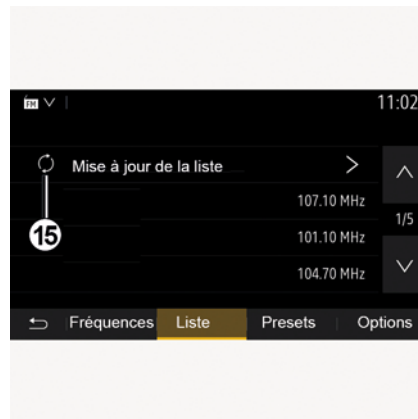 FM 11:02
Mise à jour de la liste
107.10 MHz
1/5
15
101.10 MHz
104.70 MHz
Fréquences Liste Presets Options